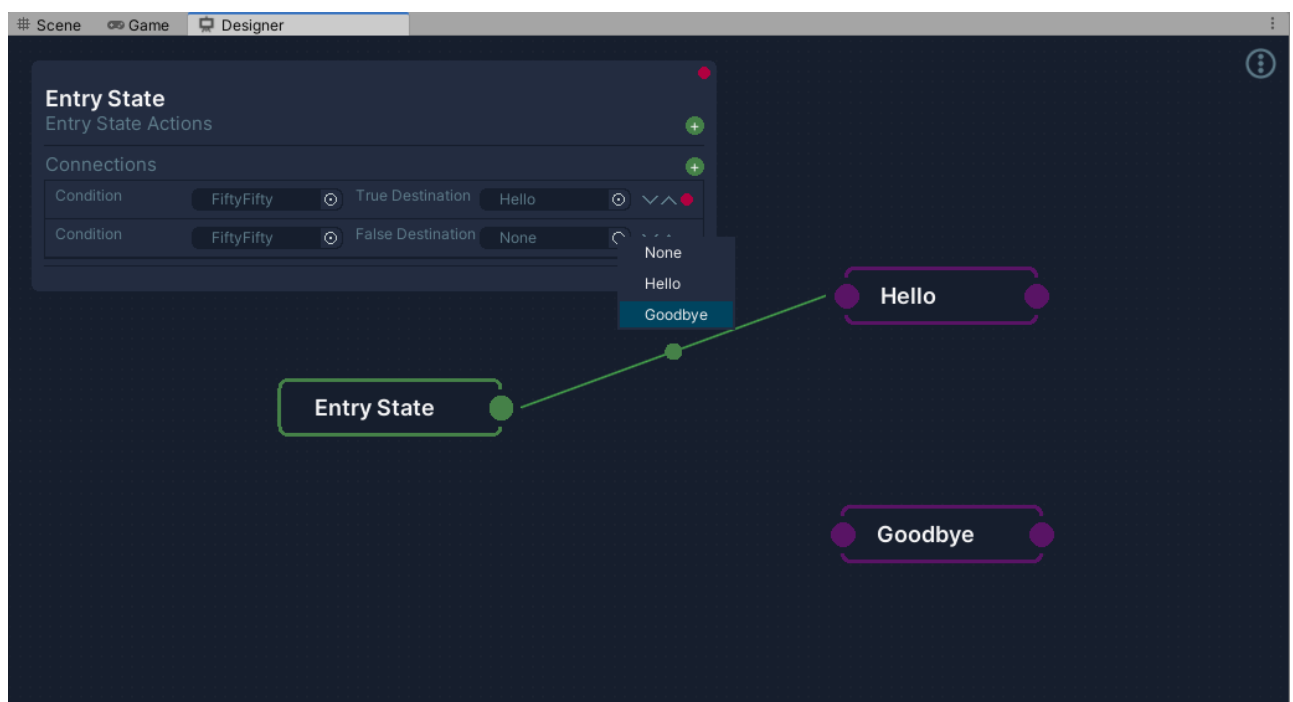 Scene Game Designer
Entry State
Entry State Actions
Connections
Condition FiftyFifty True Destination Hello
Condition FiftyFifty False Destination None
None
Hello
Goodbye
Hello
Entry State
Goodbye